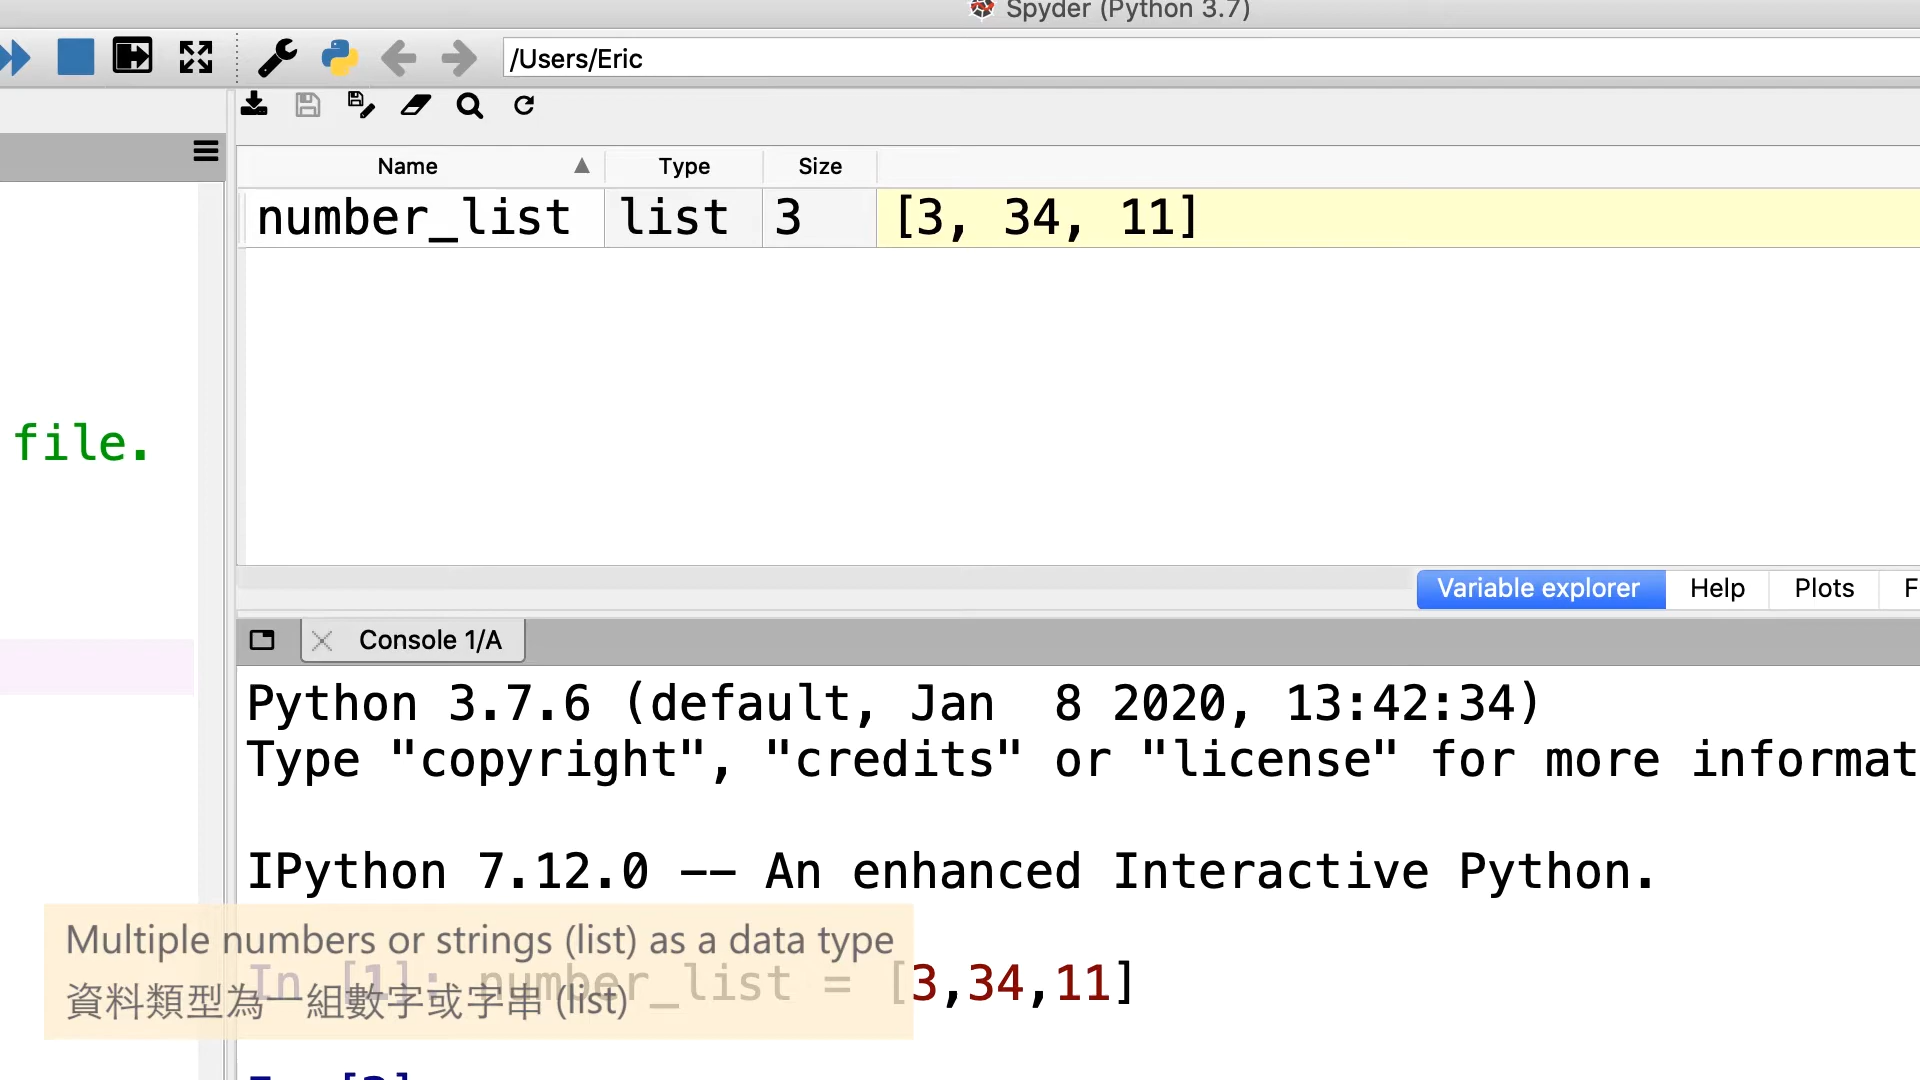 Spyder (Python 3.7)
/Users/Eric
Name Type Size
number_list list 3 [3, 34, 11]
file.
Variable explorer Help Plots F
Console 1/A
Python 3.7.6 (default, Jan  8 2020, 13:42:34)
Type "copyright", "credits" or "license" for more informat
IPython 7.12.0 -- An enhanced Interactive Python.
Multiple numbers or strings (list) as a data type
In [1]: number_list = [3,34,11]
資料類型為一組數字或字串 (list)
In [2]